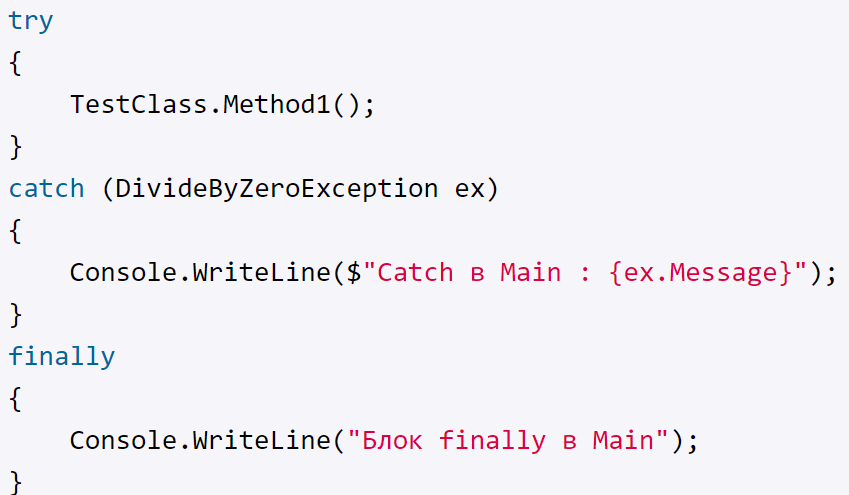 try
{
    TestClass.Method1();
}
catch (DivideByZeroException ex)
{
    Console.WriteLine($"Catch в Main : {ex.Message}");
}
finally
{
    Console.WriteLine("Блок finally в Main");
}